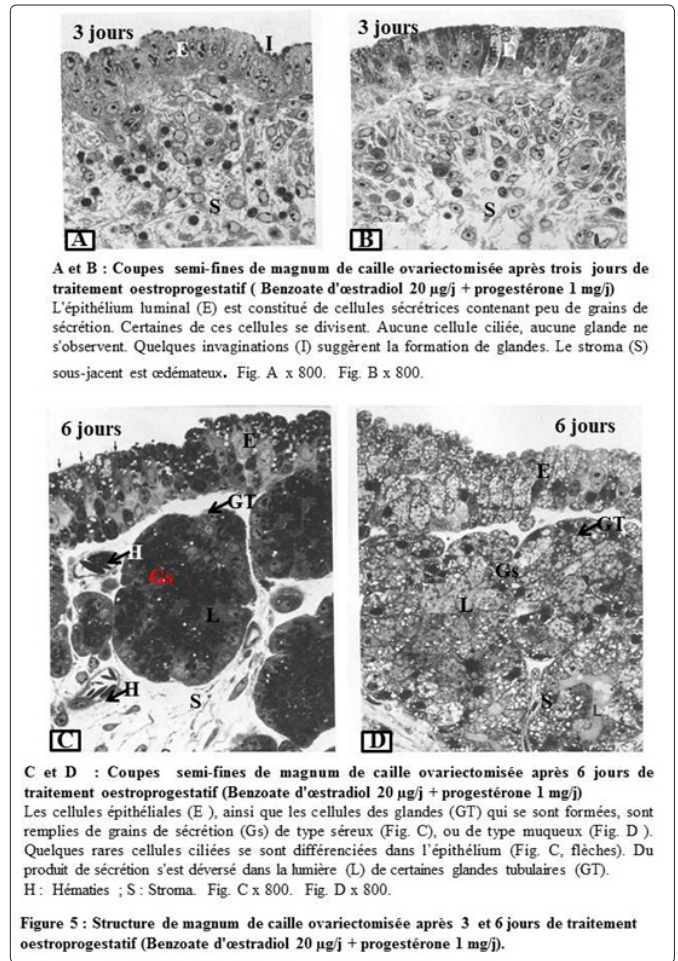 3 jours
E
I
S
A
3 jours
E
S
B
A et B : Coupes semi-fines de magnum de caille ovariectomisée après trois jours de
traitement oestroprogestatif ( Benzoate d'œstradiol 20 µg/j + progestérone 1 mg/j)
L'épithélium luminal (E) est constitué de cellules sécrétrices contenant peu de grains de
sécrétion. Certaines de ces cellules se divisent. Aucune cellule ciliée, aucune glande ne
s'observent. Quelques invaginations (I) suggèrent la formation de glandes. Le stroma (S)
sous-jacent est œdémateux. Fig. A x 800. Fig. B x 800.
6 jours
E
GT
H
Gs
L
H
S
C
6 jours
E
GT
Gs
L
S
L
D
C et D : Coupes semi-fines de magnum de caille ovariectomisée après 6 jours de
traitement oestroprogestatif (Benzoate d'œstradiol 20 µg/j + progestérone 1 mg/j)
Les cellules épithéliales (E ), ainsi que les cellules des glandes (GT) qui se sont formées, sont
remplies de grains de sécrétion (Gs) de type séreux (Fig. C), ou de type muqueux (Fig. D ).
Quelques rares cellules ciliées se sont différenciées dans l'épithélium (Fig. C, flèches). Du
produit de sécrétion s'est déversé dans la lumière (L) de certaines glandes tubulaires (GT).
H : Hématies ; S : Stroma. Fig. C x 800. Fig. D x 800.
Figure 5 : Structure de magnum de caille ovariectomisée après 3 et 6 jours de traitement
oestroprogestatif (Benzoate d'œstradiol 20 µg/j + progestérone 1 mg/j).